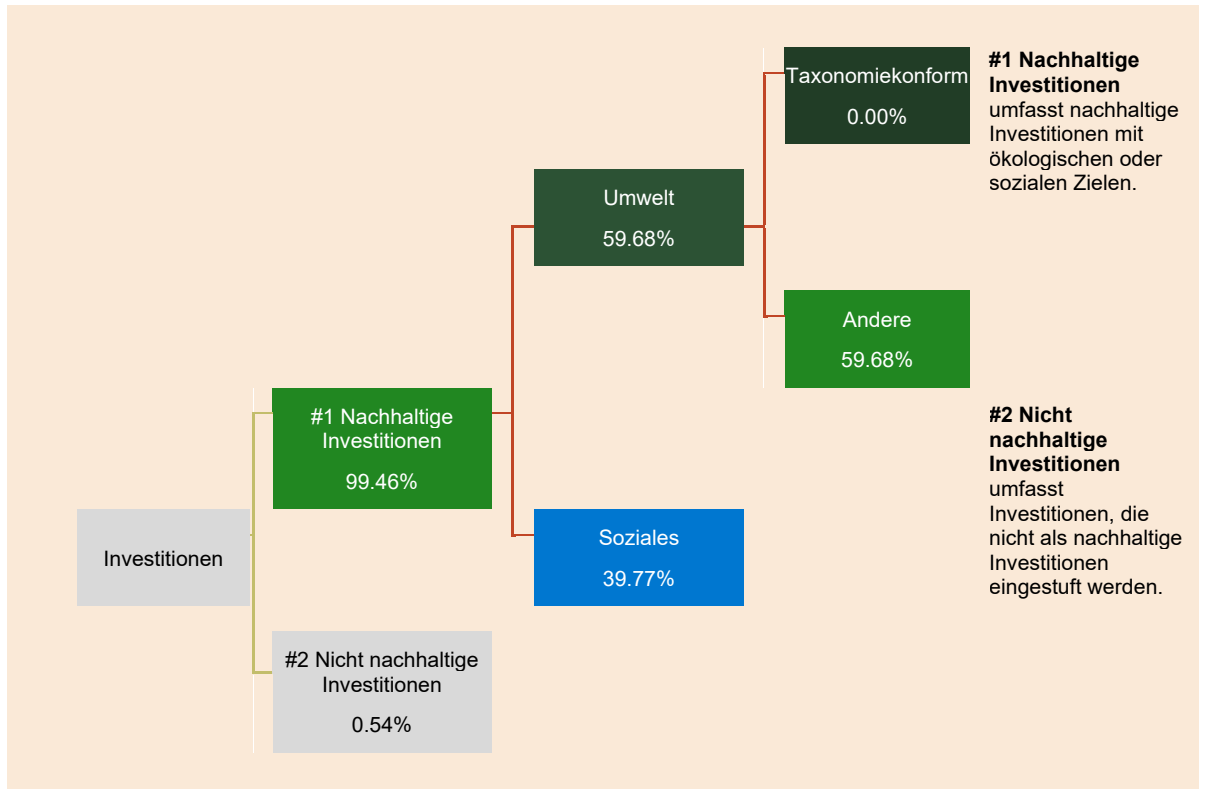 Taxonomiekonform
0.00%
#1 Nachhaltige
Investitionen
umfasst nachhaltige
Investitionen mit
ökologischen oder
sozialen Zielen.
Umwelt
59.68%
Andere
59.68%
#1 Nachhaltige
Investitionen
99.46%
#2 Nicht
nachhaltige
Investitionen
umfasst
Investitionen, die
nicht als nachhaltige
Investitionen
eingestuft werden.
Investitionen
Soziales
39.77%
#2 Nicht nachhaltige
Investitionen
0.54%